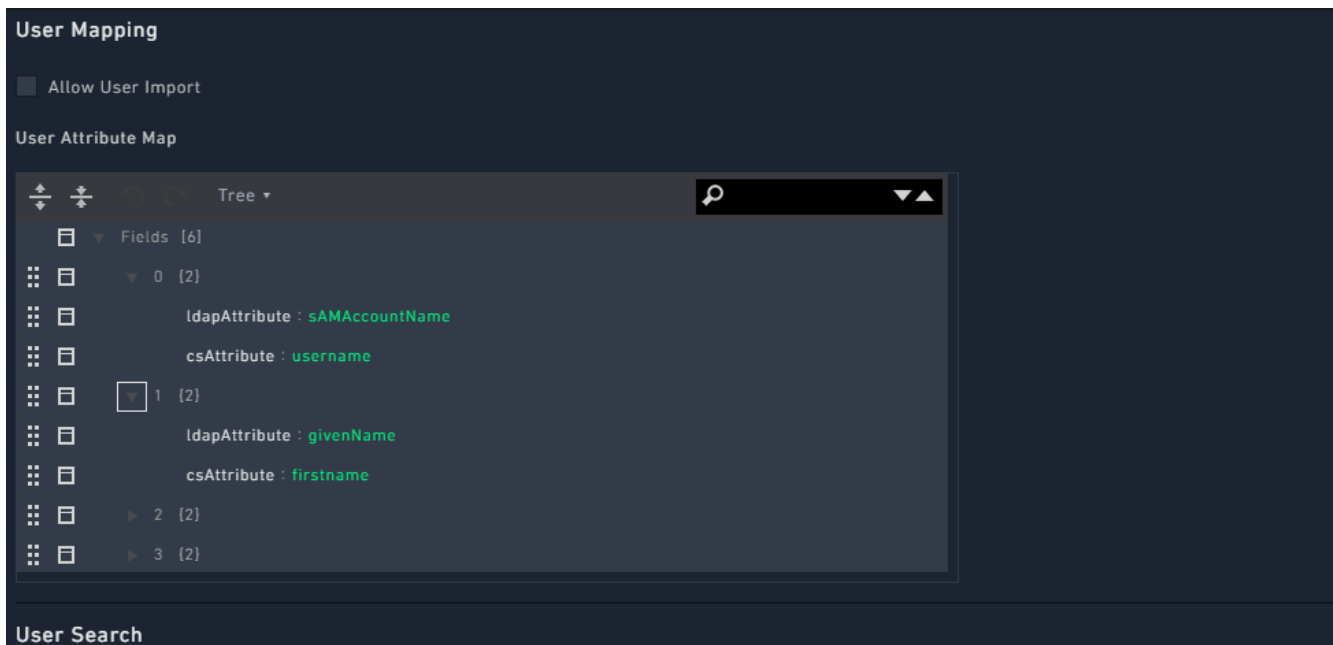 User Mapping
Allow User Import
User Attribute Map
Tree
Fields [6]
0 {2}
ldapAttribute : sAMAccountName
csAttribute : username
1 {2}
ldapAttribute : givenName
csAttribute : firstname
2 {2}
3 {2}
User Search